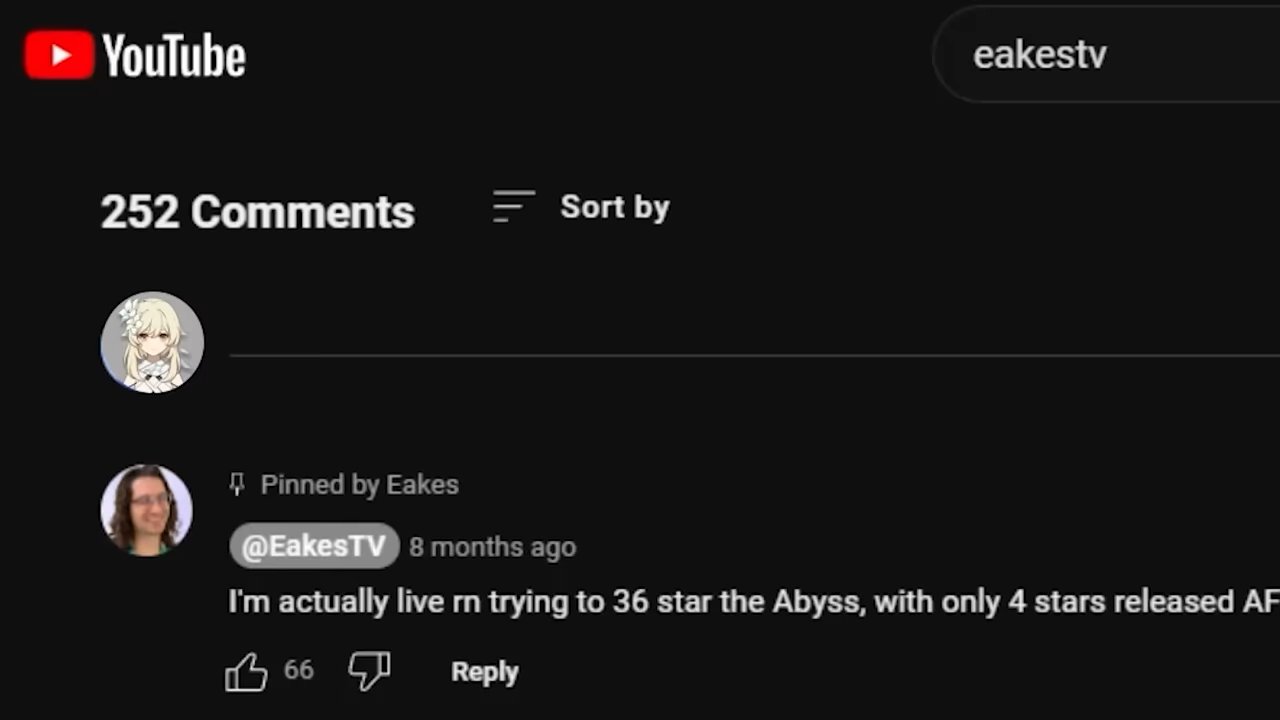 YouTube
eakestv
252 Comments
Sort by
Pinned by Eakes
@EakesTV 8 months ago
I'm actually live rn trying to 36 star the Abyss, with only 4 stars released AF
66
Reply